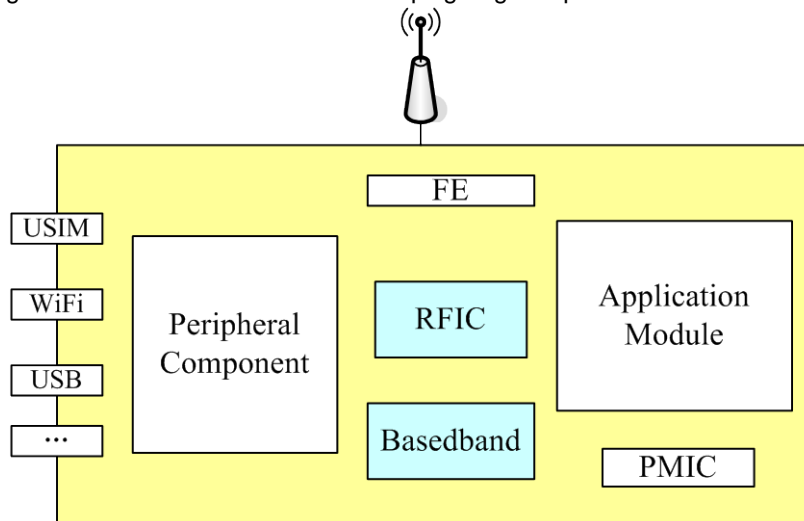 FE
USIM
WiFi
USB
...
Peripheral
Component
RFIC
Basedband
Application
Module
PMIC